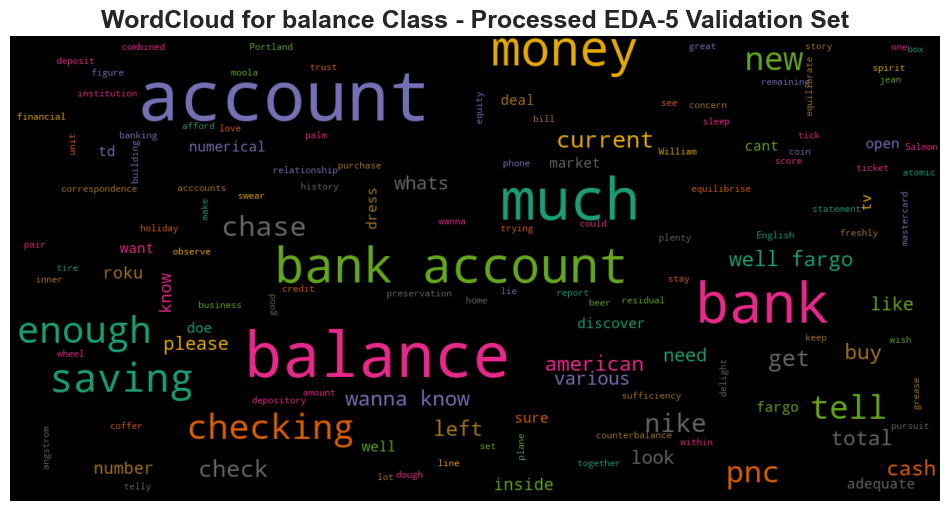 WordCloud for balance Class - Processed EDA-5 Validation Set
combined Portland money great story one box
deposit figure moola trust account new remaining equilibrate spirit jean
institution equity deal bill see concern
financial unit banking afford love palm current sleep tick Salmon
td building numerical William cant coin open
relationship purchase phone market score ticket atomic
correspondence acccounts history whats swear much equilibrise tv
make dress wanna could statement mastercard
holiday chase trying
pair want observe plenty English freshly
tire roku bank account stay well fargo
inner know business credit preservation home lie report beer residual bank like
good
enough doe please discover keep wish
wheel balance american need get buy
saving various delight
depository amount wanna know sufficiency fargo tell grease
coffer checking left sure nike counterbalance within total pursuit
angstrom well set plane
number check line look together pnc cash
telly lot dough inside adequate